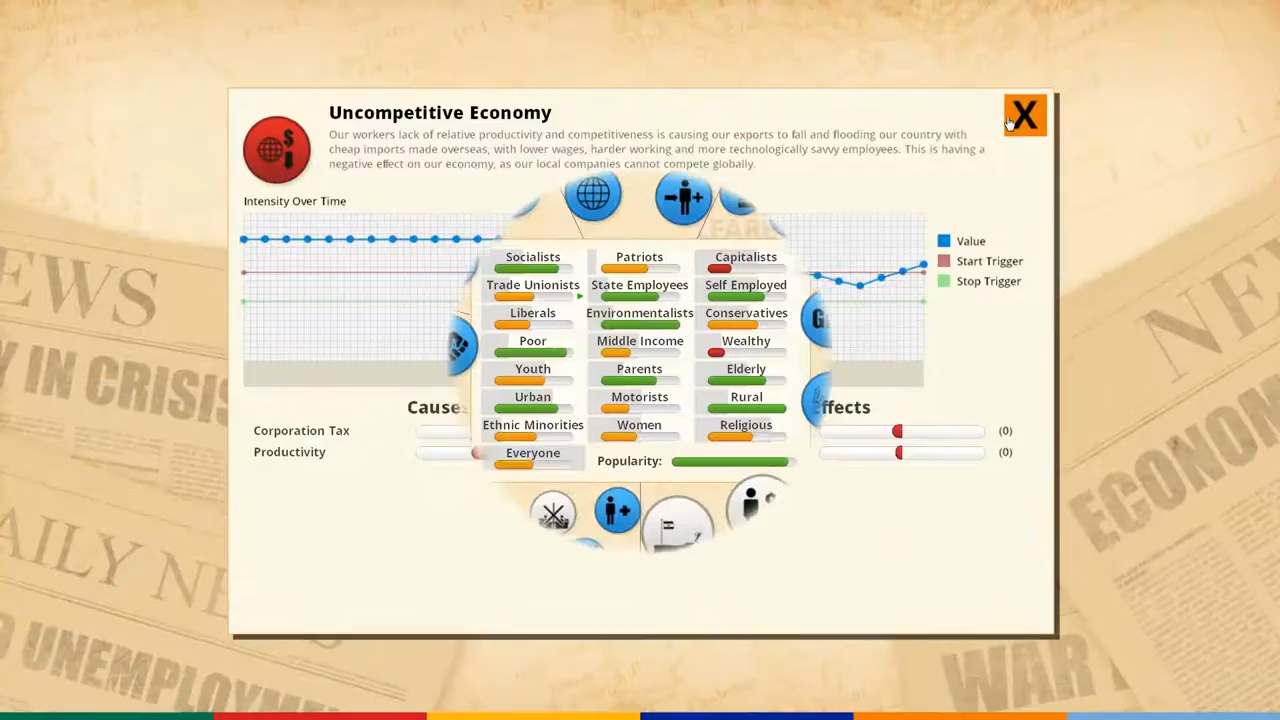 Uncompetitive Economy
X
Our workers lack of relative productivity and competitiveness is causing our exports to fall and flooding our country with
cheap imports made overseas, with lower wages, harder working and more technologically savvy employees. This is having a
negative effect on our economy, as our local companies cannot compete globally.
Intensity Over Time
Value
Start Trigger
Stop Trigger
Socialists Patriots Capitalists
Trade Unionists State Employees Self Employed
Liberals Environmentalists Conservatives
Poor Middle Income Wealthy
Youth Parents Elderly
Urban Motorists Rural
Ethnic Minorities Women Religious
Everyone Popularity:
Cause ffects
Corporation Tax (0)
Productivity (0)
EWS
Y IN CRISIS
AILY NE
UNEMPLOYM
NE
ECONOM
WAR